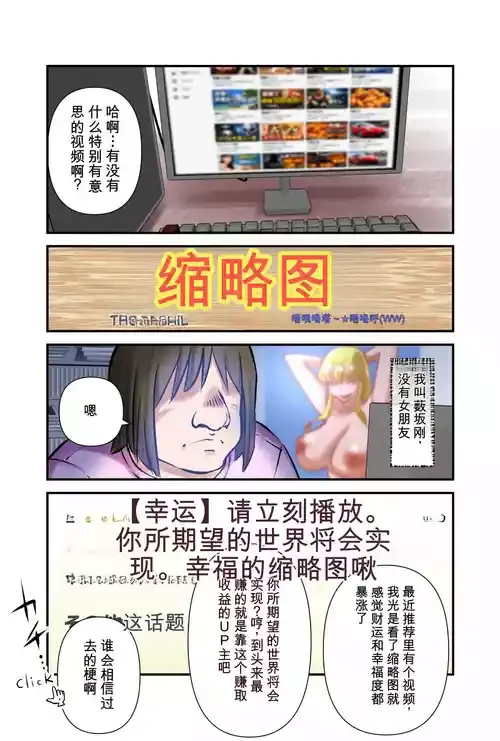 哈啊…有没有
什么特别有意
思的视频啊？
缩略图
我叫薮坂刚，
没有女朋友
嗯
【幸运】请立刻播放。
你所期望的世界将会实
现。幸福的缩略图啾
这话题
最近推荐里有个视频，
我光是看了缩略图就
感觉财运和幸福度都
暴涨了
你所期望的世界将会
实现？哼，到头来最
赚的就是靠这个赚取
收益的UP主吧
谁会相信过
去的梗啊
click